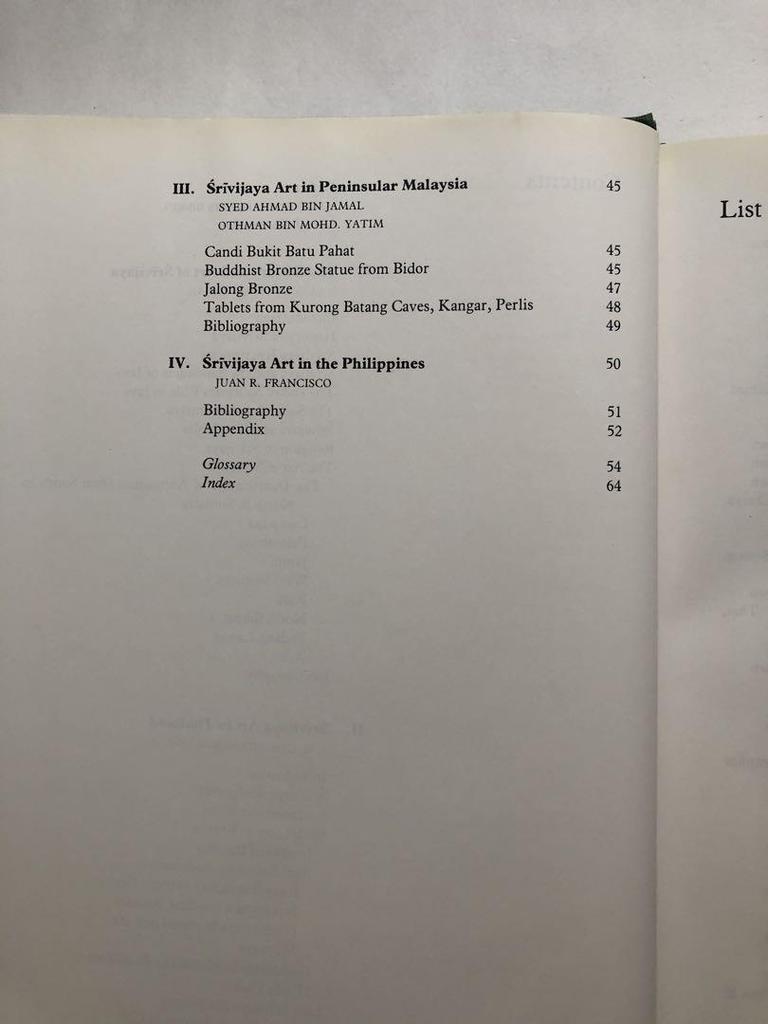 III. Śrīvijaya Art in Peninsular Malaysia 45
SYED AHMAD BIN JAMAL
OTHMAN BIN MOHD. YATIM
Candi Bukit Batu Pahat 45
Buddhist Bronze Statue from Bidor 45
Jalong Bronze 47
Tablets from Kurong Batang Caves, Kangar, Perlis 48
Bibliography 49
IV. Śrīvijaya Art in the Philippines 50
JUAN R. FRANCISCO
Bibliography 51
Appendix 52
Glossary 54
Index 64
List